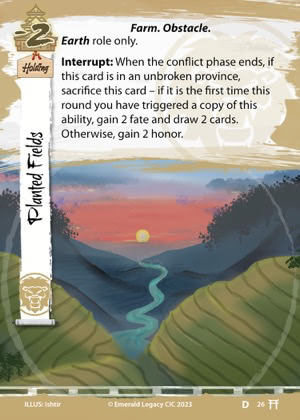 2
Holding
Planted Fields
Farm. Obstacle.
Earth role only.
Interrupt: When the conflict phase ends, if
this card is in an unbroken province,
sacrifice this card – if it is the first time this
round you have triggered a copy of this
ability, gain 2 fate and draw 2 cards.
Otherwise, gain 2 honor.
ILLUS: Ishtir
© Emerald Legacy CIC 2023
D 26